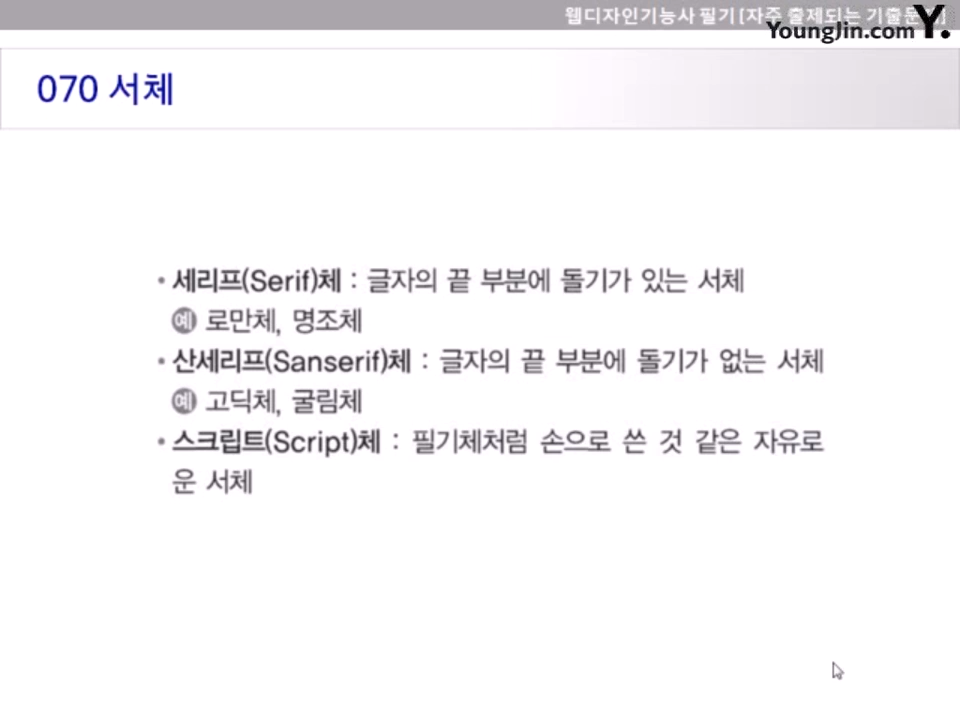 웹디자인기능사 필기 [자주 출제되는 기출문제]
YoungJin.com Y.
070 서체
• 세리프(Serif)체 : 글자의 끝 부분에 돌기가 있는 서체
예 로만체, 명조체
• 산세리프(Sanserif)체 : 글자의 끝 부분에 돌기가 없는 서체
예 고딕체, 굴림체
• 스크립트(Script)체 : 필기체처럼 손으로 쓴 것 같은 자유로
운 서체